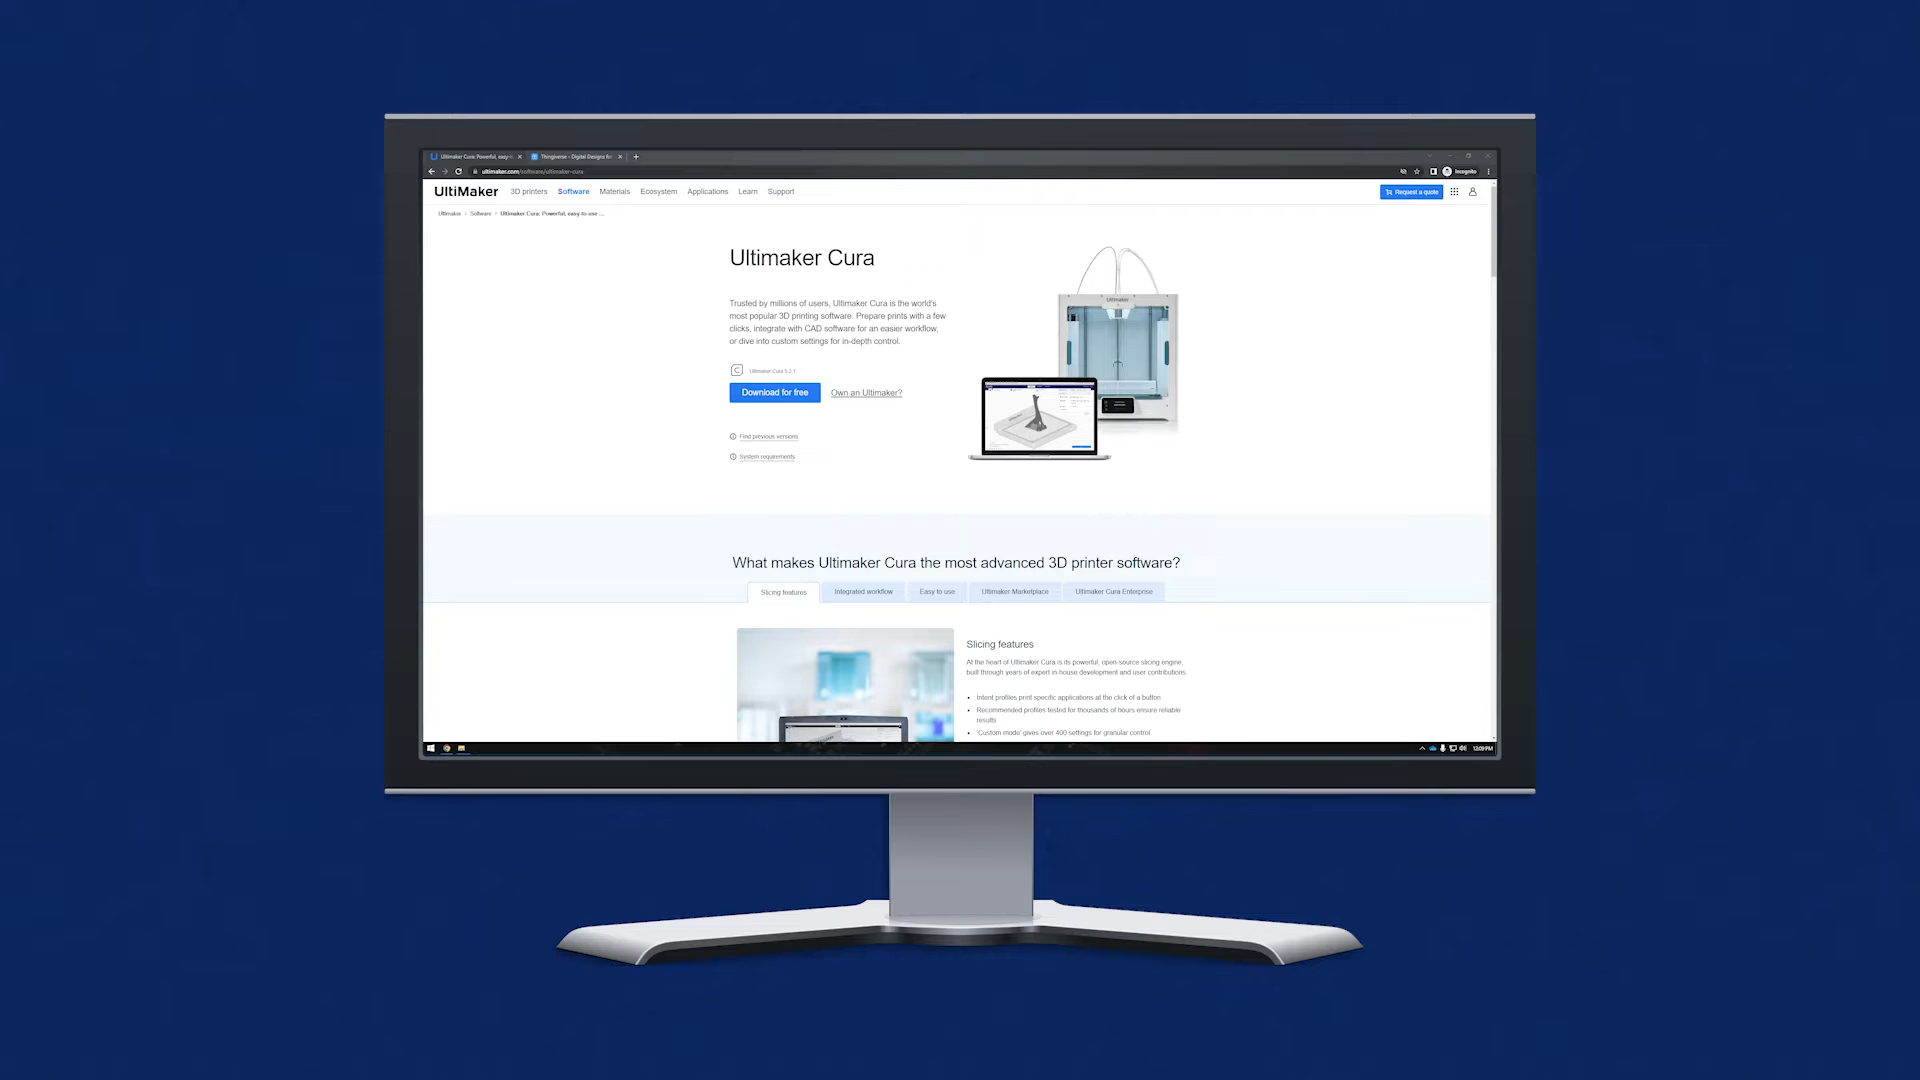 Ultimaker Cura: Powerful, easy-
Thingiverse - Digital Designs for
ultimaker.com/software/ultimaker-cura
Incognito
UltiMaker
3D printers
Software
Materials
Ecosystem
Applications
Learn
Support
Request a quote
Ultimaker › Software › Ultimaker Cura: Powerful, easy-to-use ...
Ultimaker Cura
Trusted by millions of users, Ultimaker Cura is the world's
most popular 3D printing software. Prepare prints with a few
clicks, integrate with CAD software for an easier workflow,
or dive into custom settings for in-depth control.
Ultimaker
Ultimaker Cura 5.2.1
Download for free
Own an Ultimaker?
Find previous versions
System requirements
What makes Ultimaker Cura the most advanced 3D printer software?
Slicing features
Integrated workflow
Easy to use
Ultimaker Marketplace
Ultimaker Cura Enterprise
Slicing features
At the heart of Ultimaker Cura is its powerful, open-source slicing engine,
built through years of expert in-house development and user contributions.
• Intent profiles print specific applications at the click of a button
• Recommended profiles tested for thousands of hours ensure reliable
results
• 'Custom mode' gives over 400 settings for granular control
12:09 PM